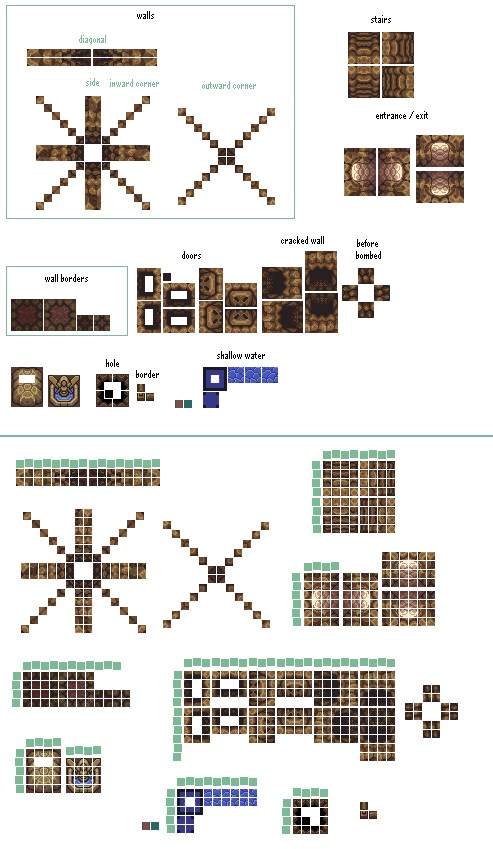 walls
stairs
diagonal
side
inward corner
outward corner
entrance / exit
doors
cracked wall
before
bombed
wall borders
hole
border
shallow water